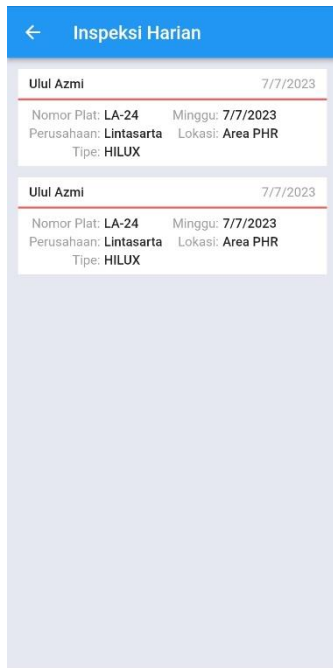 Inspeksi Harian
Ulul Azmi 7/7/2023
Nomor Plat: LA-24 Minggu: 7/7/2023
Perusahaan: Lintasarta Lokasi: Area PHR
Tipe: HILUX
Ulul Azmi 7/7/2023
Nomor Plat: LA-24 Minggu: 7/7/2023
Perusahaan: Lintasarta Lokasi: Area PHR
Tipe: HILUX